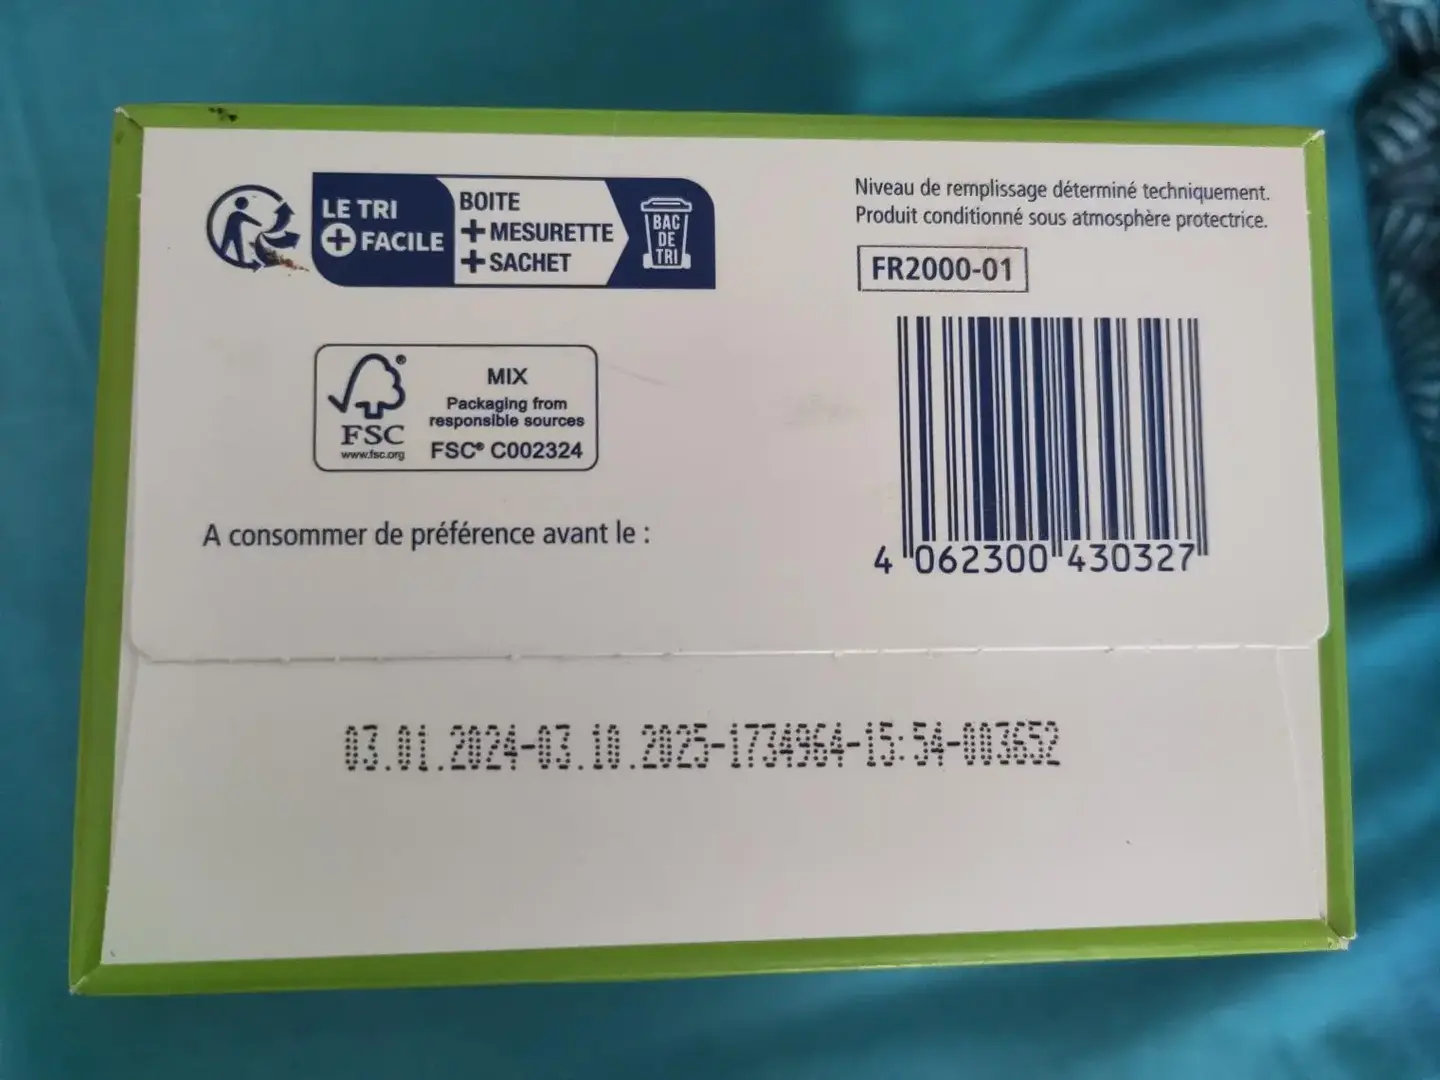 LE TRI
+ FACILE
BOITE
+ MESURETTE
+ SACHET
BAC
DE
TRI
Niveau de remplissage déterminé techniquement.
Produit conditionné sous atmosphère protectrice.
FR2000-01
FSC®
www.fsc.org
MIX
Packaging from
responsible sources
FSC® C002324
A consommer de préférence avant le :
4 062300 430327
03.01.2024-03.10.2025-1734964-15:54-003652